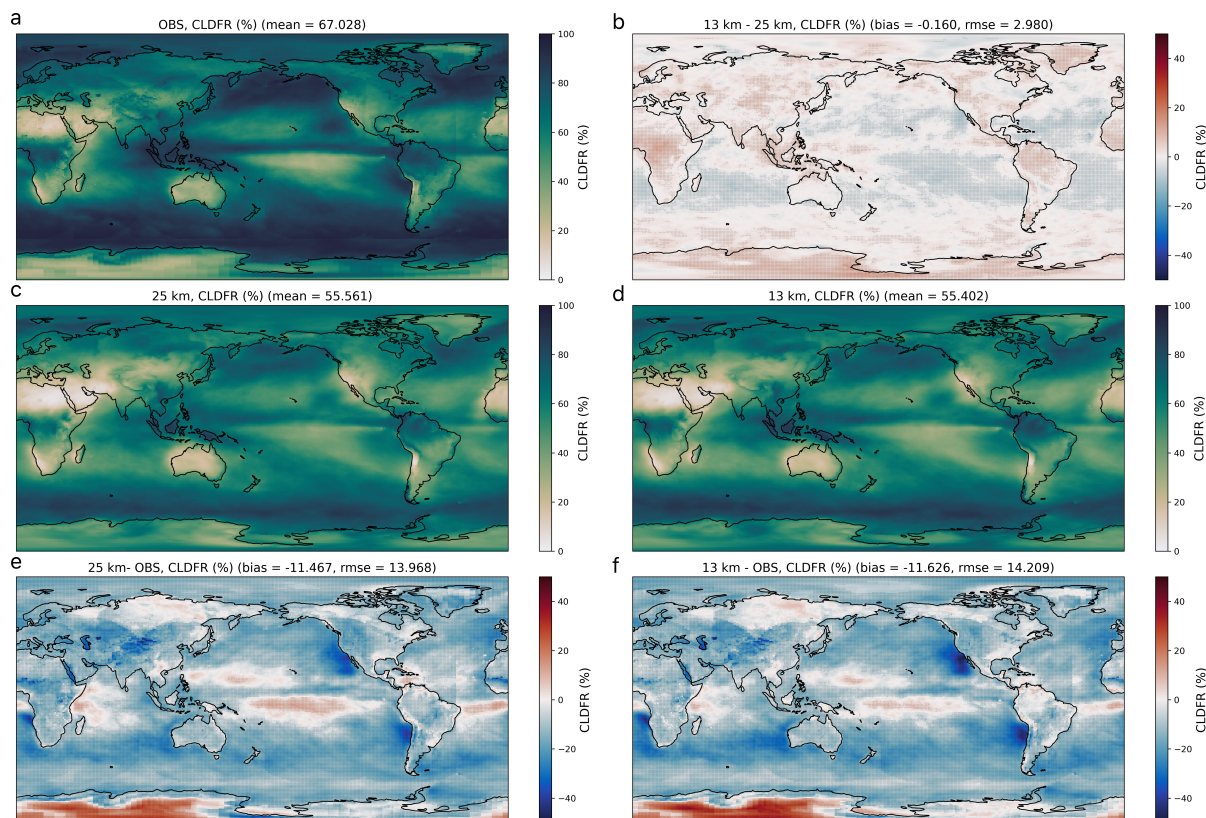 a
OBS, CLDFR (%) (mean = 67.028)
100
80
60
40
20
0
CLDFR (%)
b
13 km - 25 km, CLDFR (%) (bias = -0.160, rmse = 2.980)
40
20
0
−20
−40
CLDFR (%)
c
25 km, CLDFR (%) (mean = 55.561)
100
80
60
40
20
0
CLDFR (%)
d
13 km, CLDFR (%) (mean = 55.402)
100
80
60
40
20
0
CLDFR (%)
e
25 km- OBS, CLDFR (%) (bias = -11.467, rmse = 13.968)
40
20
0
−20
−40
CLDFR (%)
f
13 km - OBS, CLDFR (%) (bias = -11.626, rmse = 14.209)
40
20
0
−20
−40
CLDFR (%)